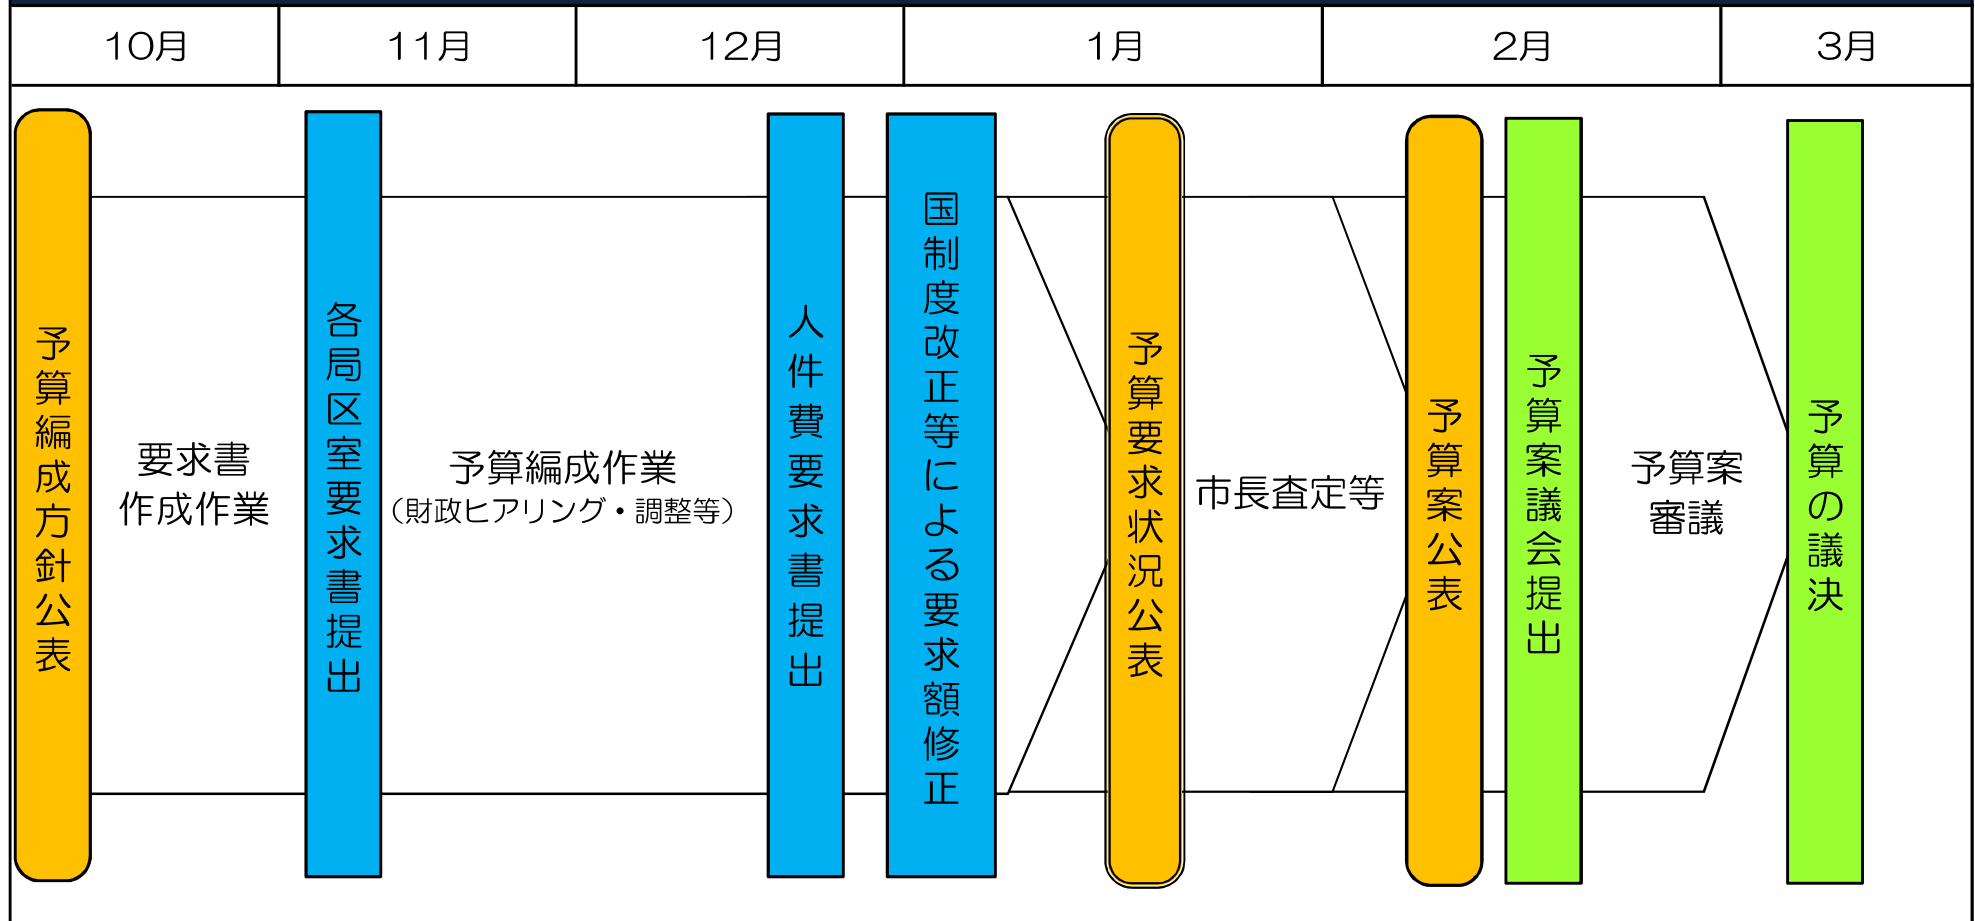 10月
11月
12月
1月
2月
3月
予算編成方針公表
要求書
作成作業
各局区室要求書提出
予算編成作業
（財政ヒアリング・調整等）
人件費要求書提出
国制度改正等による要求額修正
予算要求状況公表
市長査定等
予算案公表
予算案議会提出
予算案
審議
予算の議決